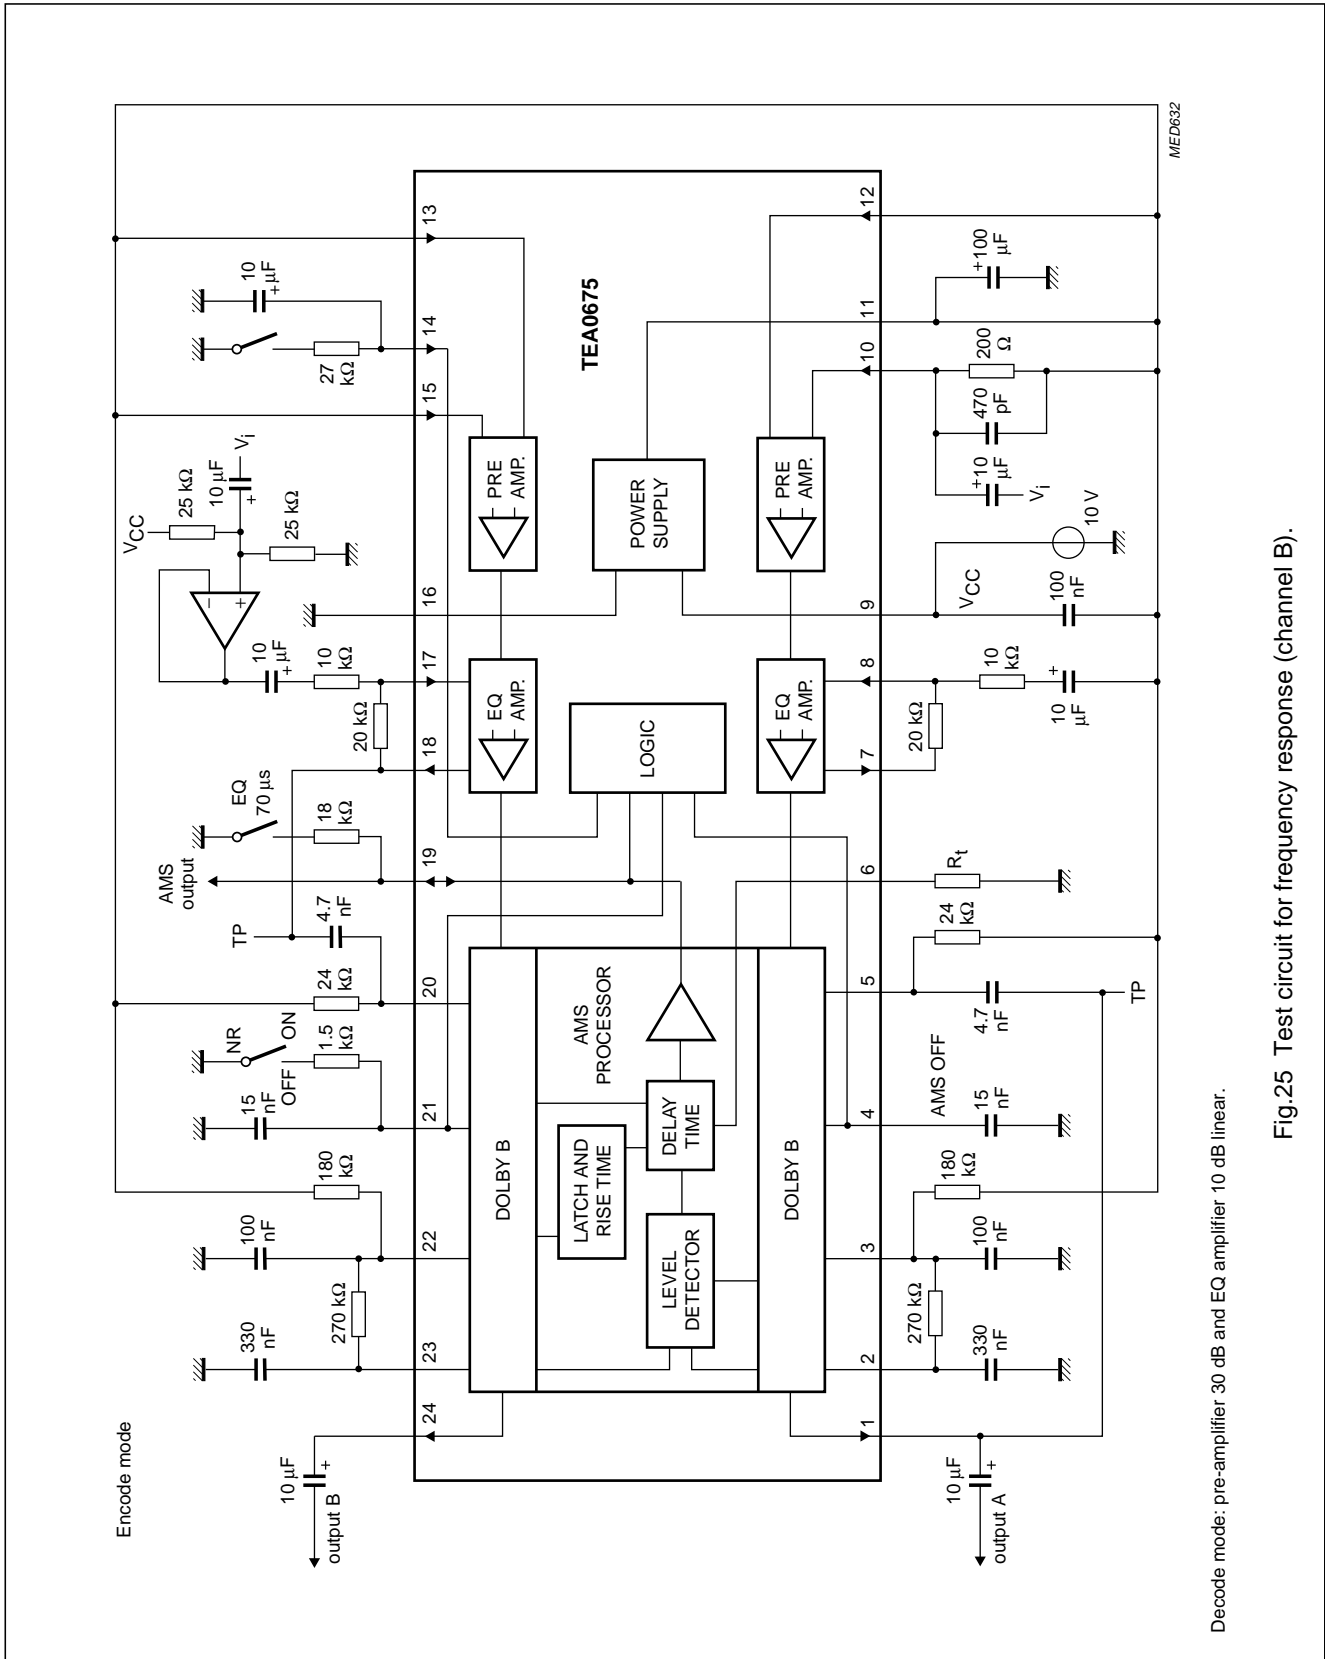 Encode mode
10 µF
+
output B
330
nF
270 kΩ
100
nF
180
kΩ
15
nF
OFF
NR
ON
1.5
kΩ
24
kΩ
TP
4.7
nF
AMS
output
EQ
70 µs
18
kΩ
20 kΩ
10
µF
+
10
kΩ
VCC
25 kΩ
10 µF
+
Vi
25 kΩ
−
+
27
kΩ
10
µF
+
24
23
22
21
20
19
18
17
16
15
14
13
DOLBY B
LATCH AND
RISE TIME
LEVEL
DETECTOR
DELAY
TIME
AMS
PROCESSOR
DOLBY B
EQ
AMP.
LOGIC
EQ
AMP.
PRE
AMP.
POWER
SUPPLY
PRE
AMP.
TEA0675
1
2
3
4
5
6
7
8
9
10
11
12
10 µF
+
output A
330
nF
270 kΩ
100
nF
180
kΩ
15
nF
AMS OFF
4.7
nF
TP
24
kΩ
Rt
20 kΩ
10
kΩ
10
µF
+
VCC
100
nF
10 V
+10
µF
Vi
470
pF
200
Ω
+100
µF
MED632
Decode mode: pre-amplifier 30 dB and EQ amplifier 10 dB linear.
Fig.25 Test circuit for frequency response (channel B).